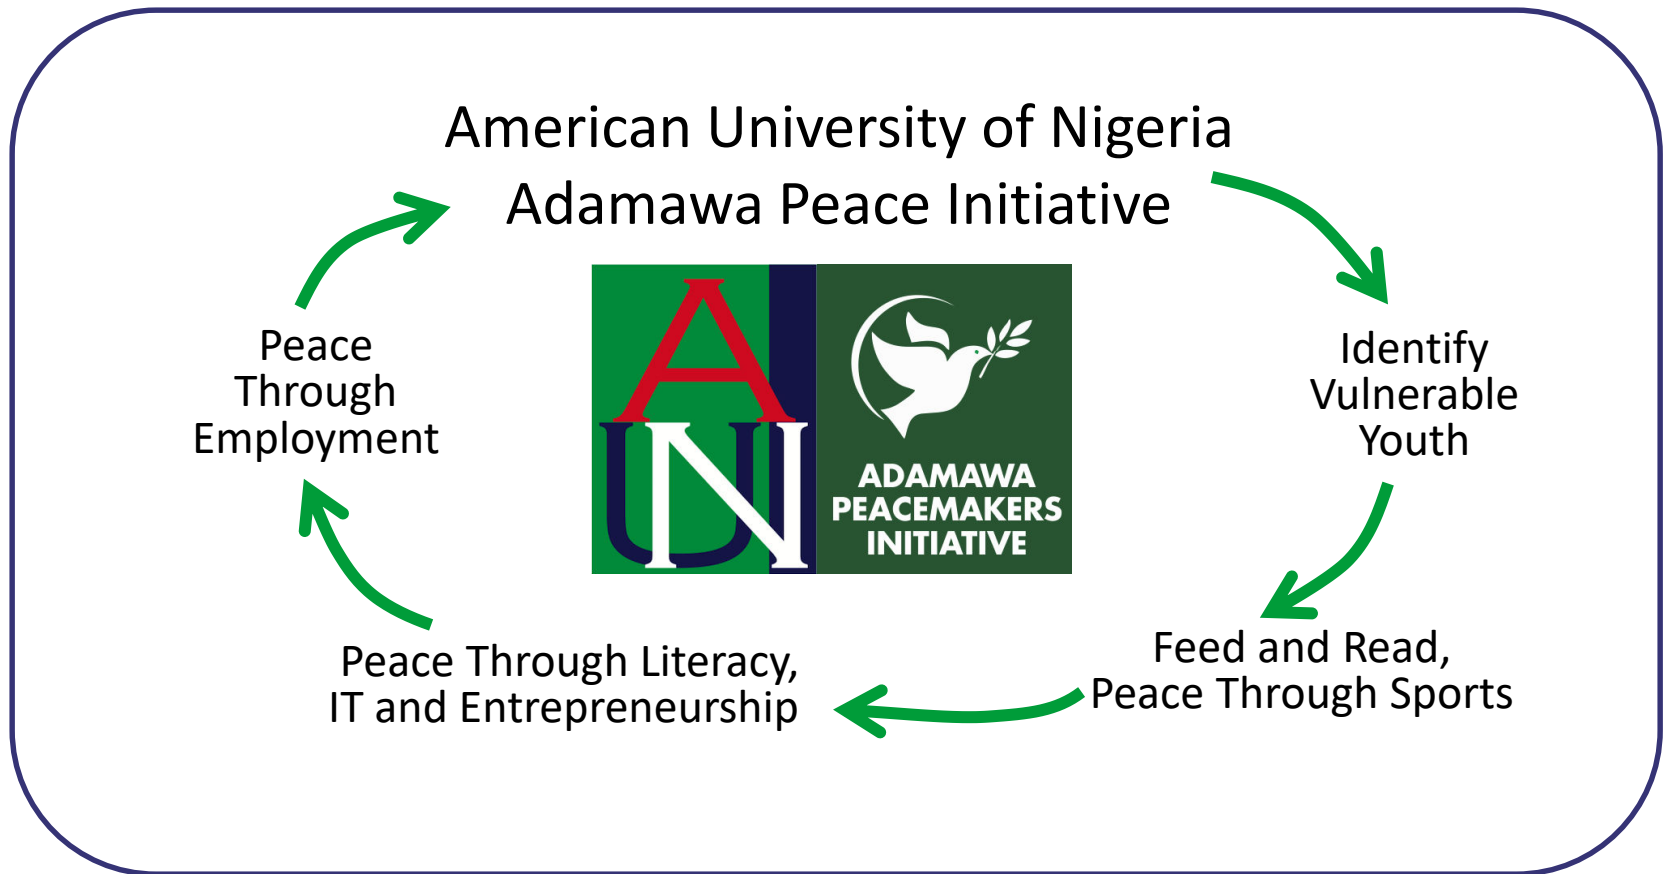 American University of Nigeria
Adamawa Peace Initiative
Identify
Vulnerable
Youth
Feed and Read,
Peace Through Sports
Peace Through Literacy,
IT and Entrepreneurship
Peace
Through
Employment
AUN
ADAMAWA
PEACEMAKERS
INITIATIVE